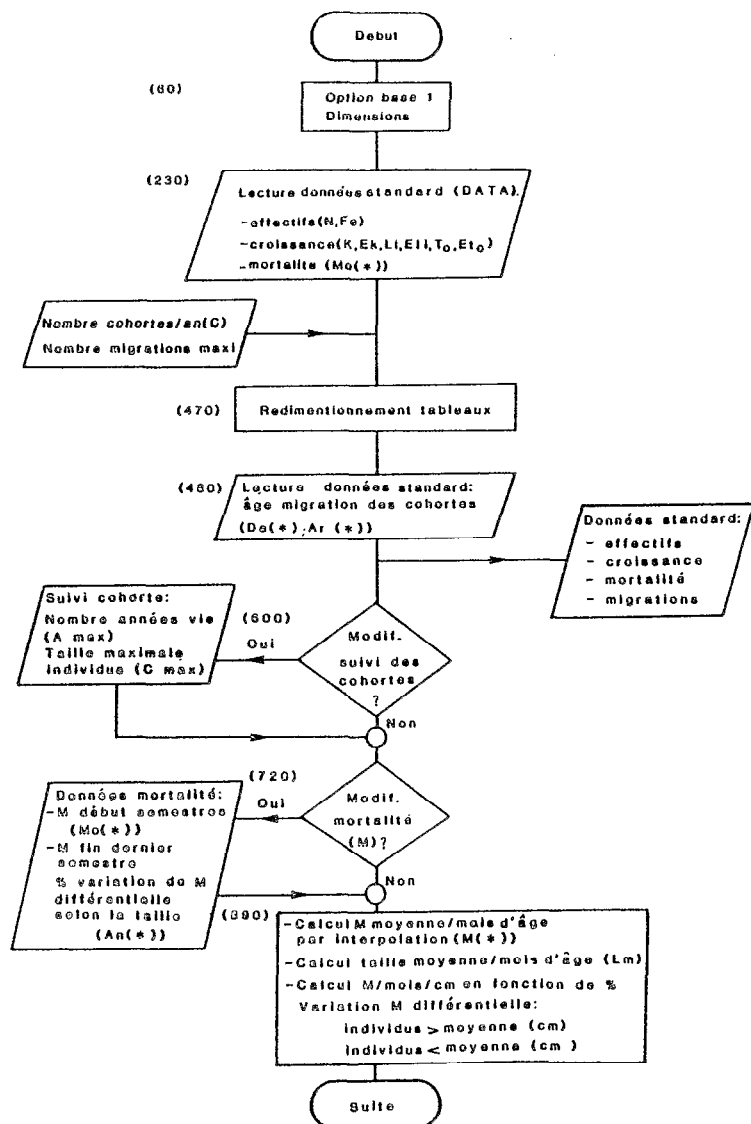 Début
(60)
Option base 1
Dimensions
(230)
Lecture données standard (DATA).
-effectifs(N,Fe)
-croissance(K,Ek,Li,Eli,T₀,Et₀)
-mortalite (Mo(*))
Nombre cohortes/an(C)
Nombre migrations maxi
(470)
Redimentionnement tableaux
(480)
Lecture données standard:
âge migration des cohortes
(De(*);Ar (*))
Données standard:
- effectifs
- croissance
- mortalité
- migrations
Suivi cohorte:
Nombre années vie
(A max)
Taille maximale
individus (C max)
(600)
Oui
Modif.
suivi des
cohortes
?
Non
(720)
Oui
Données mortalité:
-M début semestres
(Mo(*))
-M fin dernier
semestre
% variation de M
différentielle
selon la taille
(An(*))
Modif.
mortalité
(M)?
Non
(890)
-Calcul M moyenne/mois d'âge
par interpolation (M(*))
-Calcul taille moyenne/mois d'âge (Lm)
-Calcul M/mois/cm en fonction de %
Variation M différentielle:
individus > moyenne (cm)
individus < moyenne (cm )
Suite